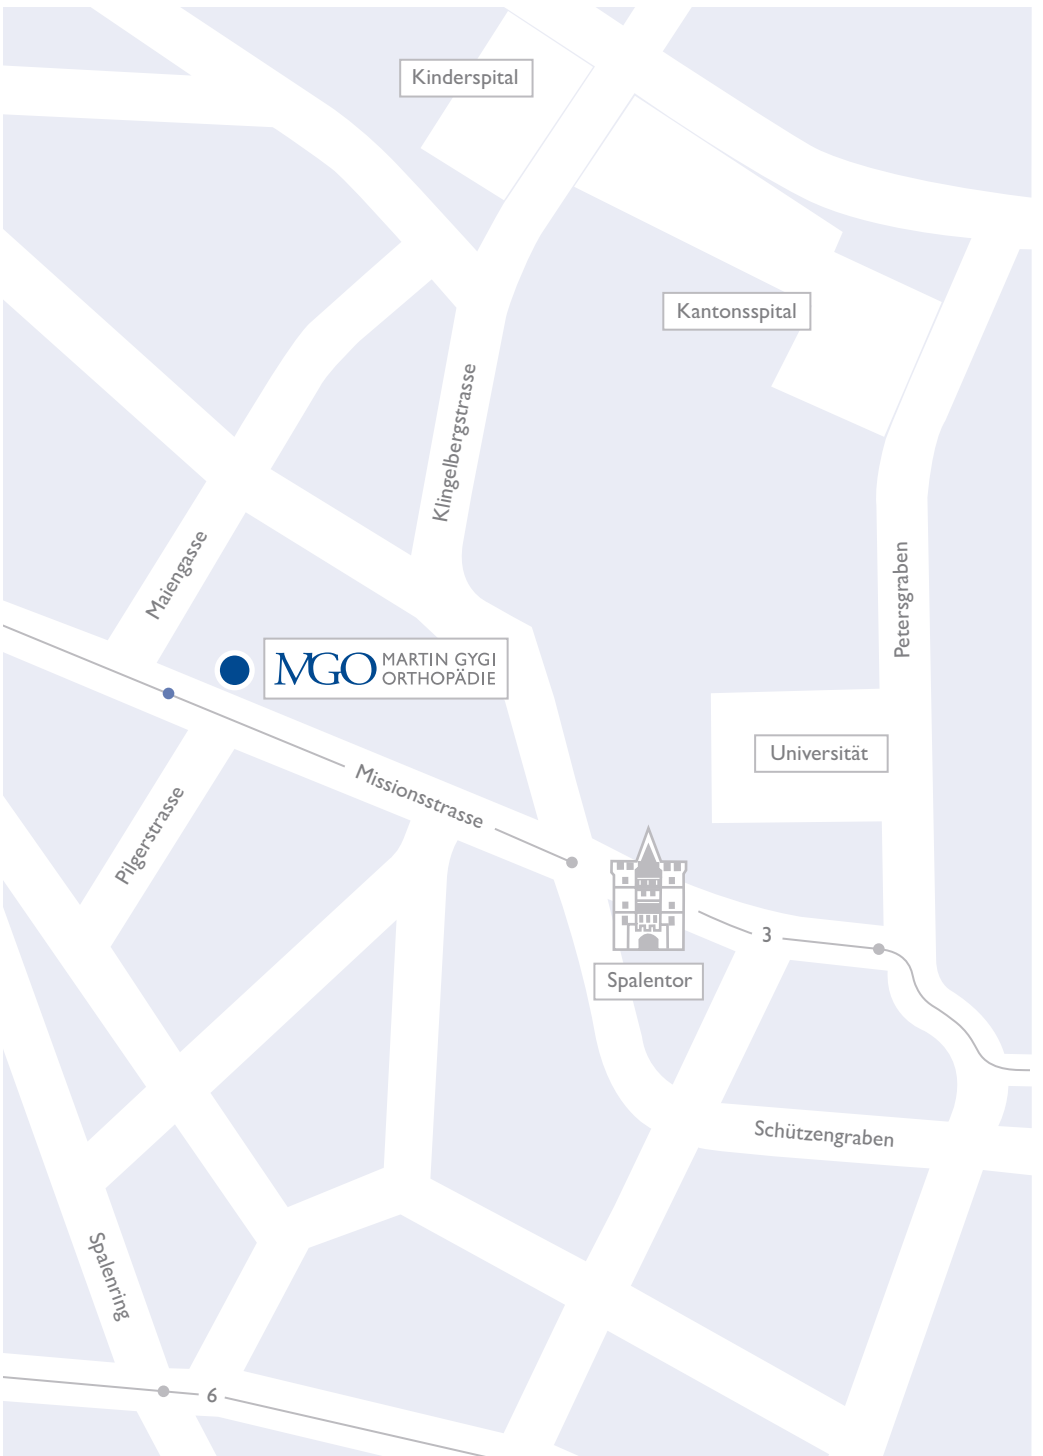 Kinderspital
Kantonsspital
Klingelbergstrasse
Maiengasse
Petersgraben
MGO MARTIN GYGI
ORTHOPÄDIE
Universität
Missionsstrasse
Pilgerstrasse
3
Spalentor
Schützengraben
Spalenring
6